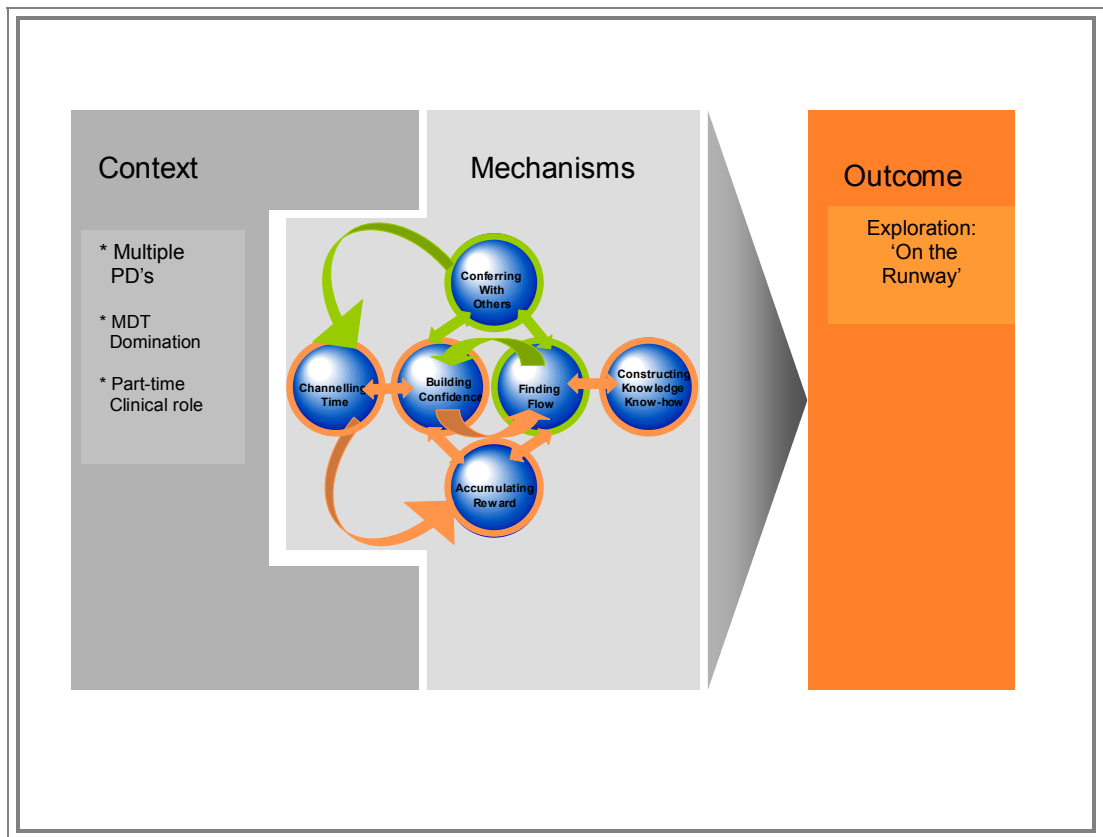 Context
* Multiple
PD's
* MDT
Domination
* Part-time
Clinical role
Mechanisms
Conferring
With
Others
Channelling
Time
Building
Confidence
Finding
Flow
Constructing
Knowledge
Know-how
Accumulating
Reward
Outcome
Exploration:
‘On the
Runway’